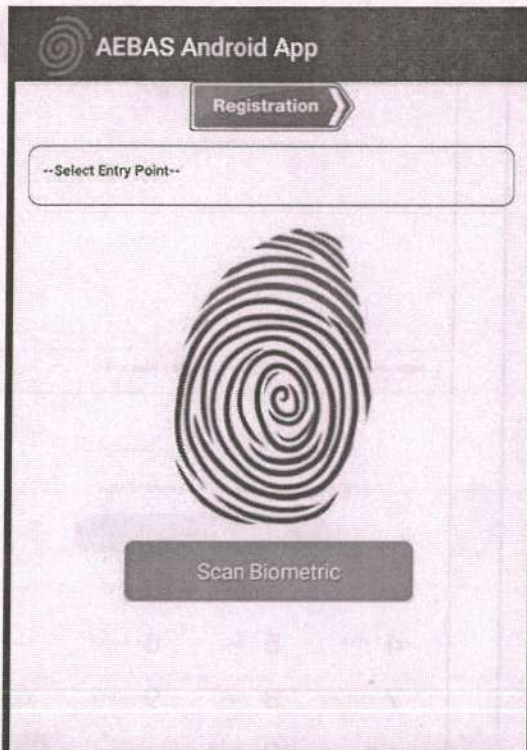 AEBAS Android App
Registration
--Select Entry Point--
Scan Biometric